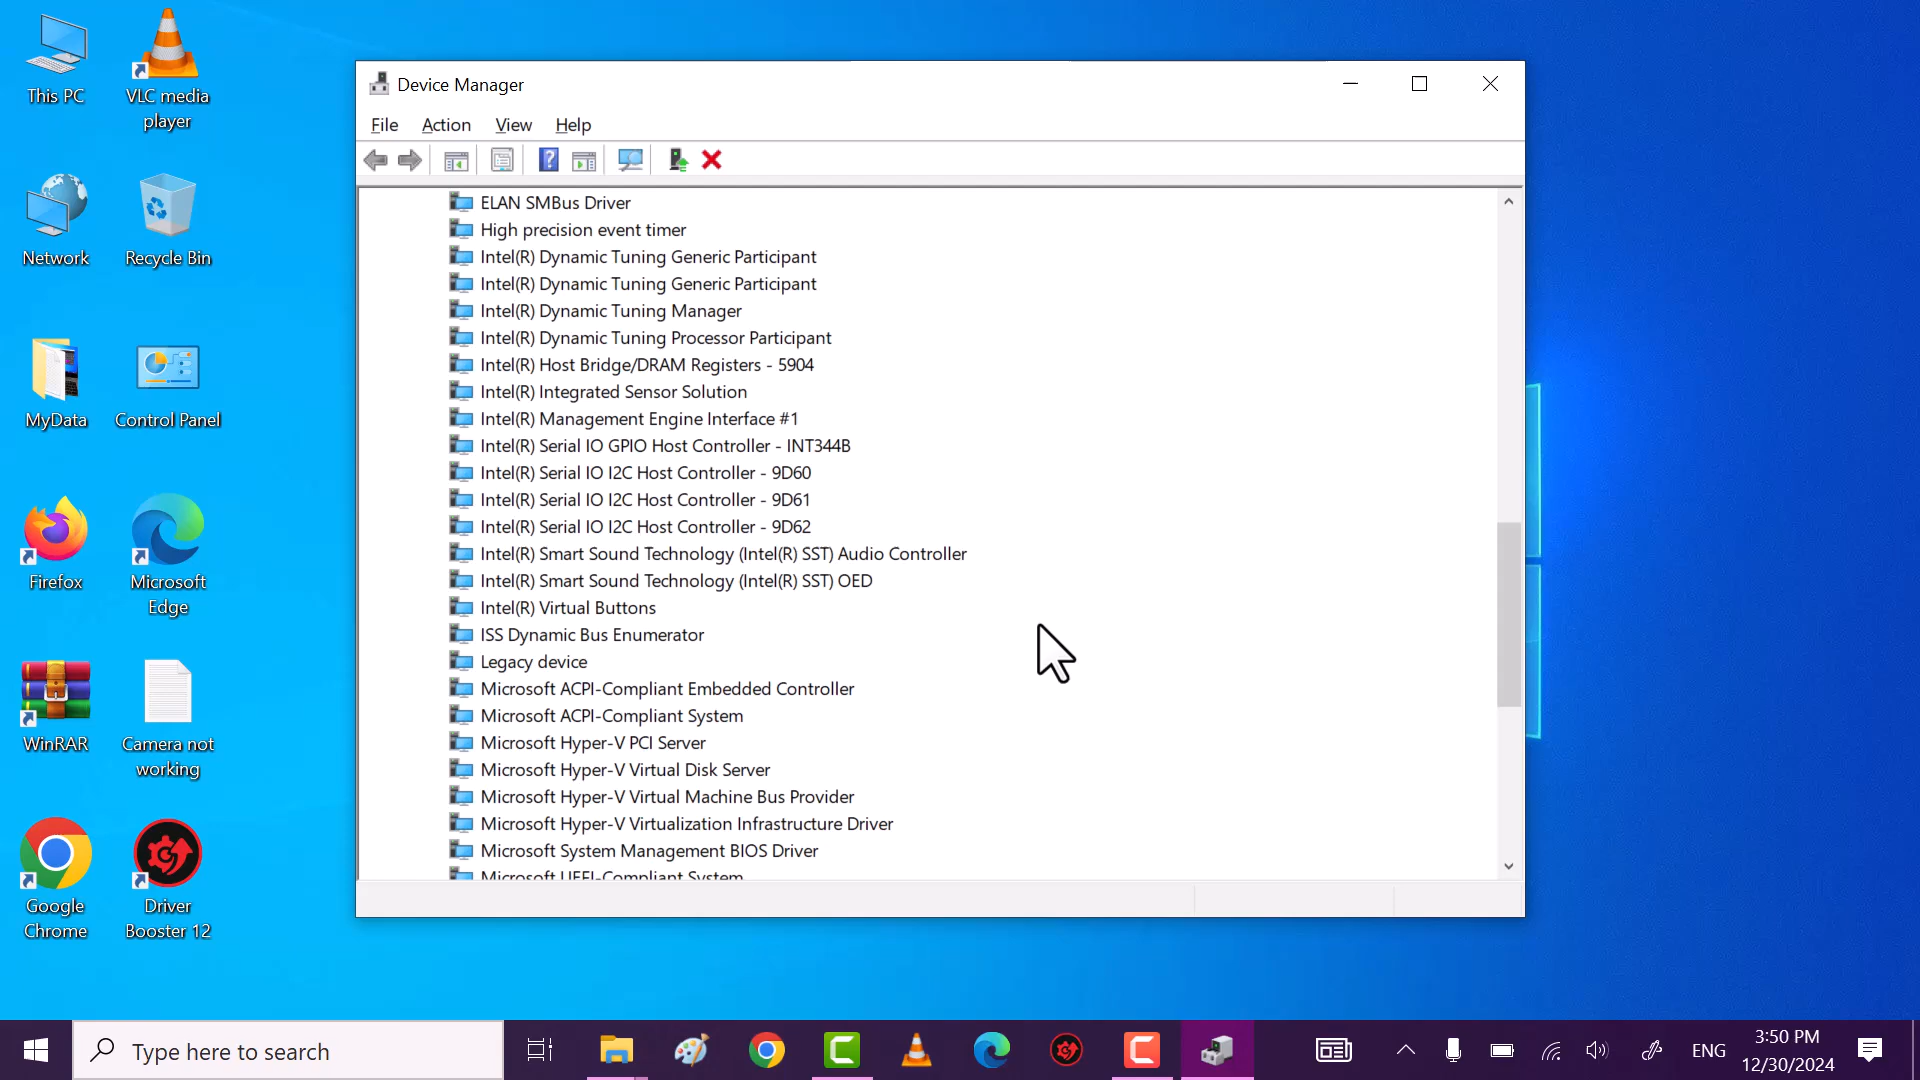 This PC
VLC media
player
Network
Recycle Bin
MyData
Control Panel
Firefox
Microsoft
Edge
WinRAR
Camera not
working
Google
Chrome
Driver
Booster 12
Device Manager
File Action View Help
ELAN SMBus Driver
High precision event timer
Intel(R) Dynamic Tuning Generic Participant
Intel(R) Dynamic Tuning Generic Participant
Intel(R) Dynamic Tuning Manager
Intel(R) Dynamic Tuning Processor Participant
Intel(R) Host Bridge/DRAM Registers - 5904
Intel(R) Integrated Sensor Solution
Intel(R) Management Engine Interface #1
Intel(R) Serial IO GPIO Host Controller - INT344B
Intel(R) Serial IO I2C Host Controller - 9D60
Intel(R) Serial IO I2C Host Controller - 9D61
Intel(R) Serial IO I2C Host Controller - 9D62
Intel(R) Smart Sound Technology (Intel(R) SST) Audio Controller
Intel(R) Smart Sound Technology (Intel(R) SST) OED
Intel(R) Virtual Buttons
ISS Dynamic Bus Enumerator
Legacy device
Microsoft ACPI-Compliant Embedded Controller
Microsoft ACPI-Compliant System
Microsoft Hyper-V PCI Server
Microsoft Hyper-V Virtual Disk Server
Microsoft Hyper-V Virtual Machine Bus Provider
Microsoft Hyper-V Virtualization Infrastructure Driver
Microsoft System Management BIOS Driver
Microsoft UEFI-Compliant System
Type here to search
ENG
3:50 PM
12/30/2024